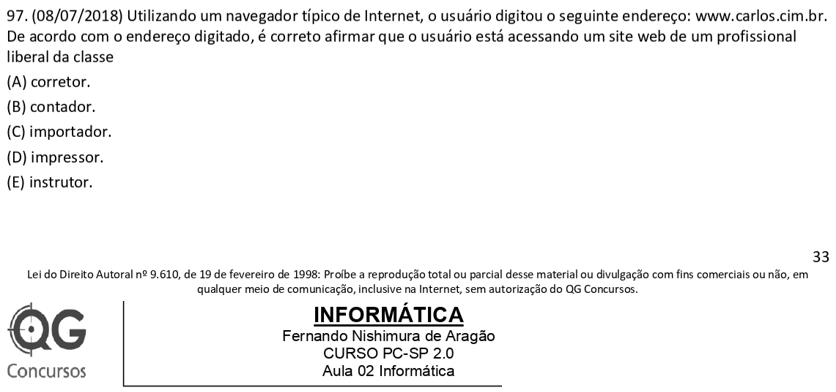 97. (08/07/2018) Utilizando um navegador típico de Internet, o usuário digitou o seguinte endereço: www.carlos.cim.br.
De acordo com o endereço digitado, é correto afirmar que o usuário está acessando um site web de um profissional
liberal da classe
(A) corretor.
(B) contador.
(C) importador.
(D) impressor.
(E) instrutor.
33
Lei do Direito Autoral nº 9.610, de 19 de fevereiro de 1998: Proíbe a reprodução total ou parcial desse material ou divulgação com fins comerciais ou não, em
qualquer meio de comunicação, inclusive na Internet, sem autorização do QG Concursos.
QG
Concursos
INFORMÁTICA
Fernando Nishimura de Aragão
CURSO PC-SP 2.0
Aula 02 Informática